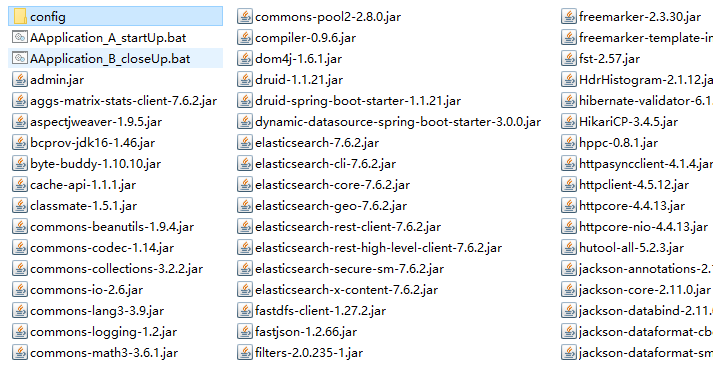 config
AApplication_A_startUp.bat
AApplication_B_closeUp.bat
admin.jar
aggs-matrix-stats-client-7.6.2.jar
aspectjweaver-1.9.5.jar
bcprov-jdk16-1.46.jar
byte-buddy-1.10.10.jar
cache-api-1.1.1.jar
classmate-1.5.1.jar
commons-beanutils-1.9.4.jar
commons-codec-1.14.jar
commons-collections-3.2.2.jar
commons-io-2.6.jar
commons-lang3-3.9.jar
commons-logging-1.2.jar
commons-math3-3.6.1.jar
commons-pool2-2.8.0.jar
compiler-0.9.6.jar
dom4j-1.6.1.jar
druid-1.1.21.jar
druid-spring-boot-starter-1.1.21.jar
dynamic-datasource-spring-boot-starter-3.0.0.jar
elasticsearch-7.6.2.jar
elasticsearch-cli-7.6.2.jar
elasticsearch-core-7.6.2.jar
elasticsearch-geo-7.6.2.jar
elasticsearch-rest-client-7.6.2.jar
elasticsearch-rest-high-level-client-7.6.2.jar
elasticsearch-secure-sm-7.6.2.jar
elasticsearch-x-content-7.6.2.jar
fastdfs-client-1.27.2.jar
fastjson-1.2.66.jar
filters-2.0.235-1.jar
freemarker-2.3.30.jar
freemarker-template-in
fst-2.57.jar
HdrHistogram-2.1.12.ja
hibernate-validator-6.1.
HikariCP-3.4.5.jar
hppc-0.8.1.jar
httpasyncclient-4.1.4.jar
httpclient-4.5.12.jar
httpcore-4.4.13.jar
httpcore-nio-4.4.13.jar
hutool-all-5.2.3.jar
jackson-annotations-2.1
jackson-core-2.11.0.jar
jackson-databind-2.11.0
jackson-dataformat-cb
jackson-dataformat-sm